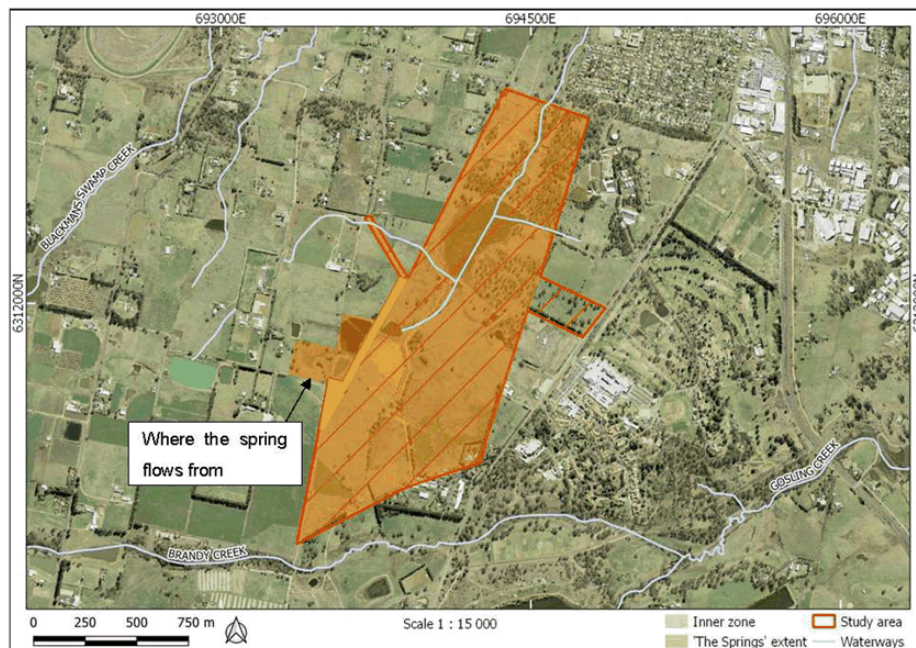 693000E 694500E 696000E
BLACKMANS SWAMP CREEK
6312000N
Where the spring
flows from
GOSLING CREEK
BRANDY CREEK
0 250 500 750 m
Scale 1 : 15 000
Inner zone
Study area
'The Springs' extent
Waterways